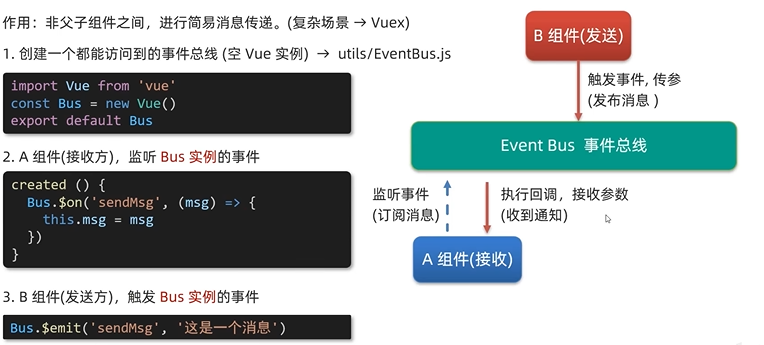 作用：非父子组件之间，进行简易消息传递。(复杂场景 → Vuex)
1. 创建一个都能访问到的事件总线 (空 Vue 实例) → utils/EventBus.js
import Vue from 'vue'
const Bus = new Vue()
export default Bus
2. A 组件(接收方)，监听 Bus 实例的事件
created () {
  Bus.$on('sendMsg', (msg) => {
    this.msg = msg
  })
}
3. B 组件(发送方)，触发 Bus 实例的事件
Bus.$emit('sendMsg', '这是一个消息')
B 组件(发送)
触发事件, 传参
(发布消息 )
Event Bus 事件总线
监听事件
(订阅消息)
执行回调，接收参数
(收到通知)
A 组件(接收)